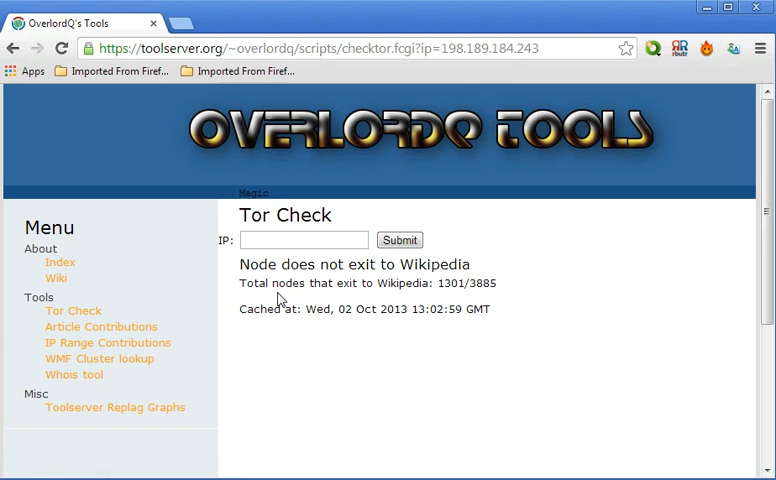 OverlordQ's Tools
https://toolserver.org/~overlordq/scripts/checktor.fcgi?ip=198.189.184.243
rbutr
Apps
Imported From Firef...
Imported From Firef...
OVERLORDQ TOOLS
Magic
Menu
About
Index
Wiki
Tools
Tor Check
Article Contributions
IP Range Contributions
WMF Cluster lookup
Whois tool
Misc
Toolserver Replag Graphs
Tor Check
IP:
Submit
Node does not exit to Wikipedia
Total nodes that exit to Wikipedia: 1301/3885
Cached at: Wed, 02 Oct 2013 13:02:59 GMT